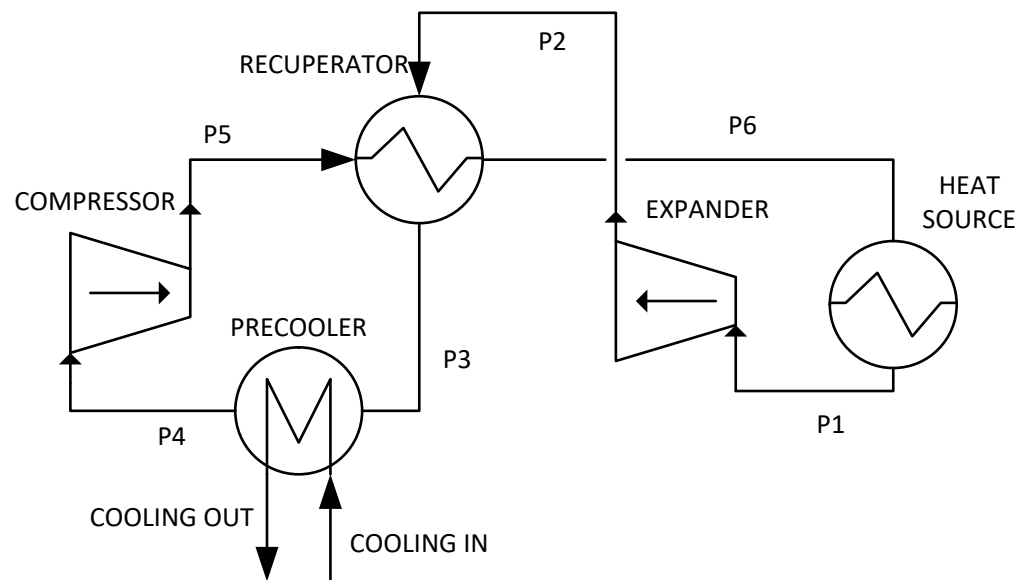 P2
RECUPERATOR
P5
P6
COMPRESSOR
EXPANDER
HEAT
SOURCE
PRECOOLER
P3
P4
P1
COOLING OUT
COOLING IN